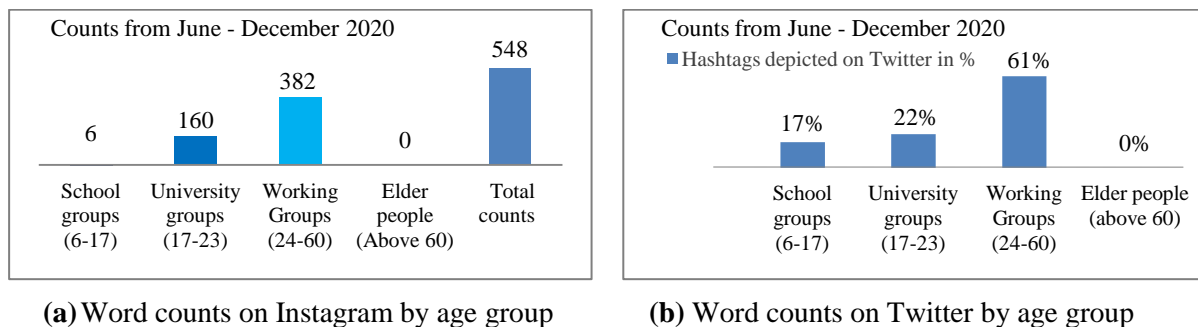 Counts from June - December 2020
548
382
160
6
0
School groups (6-17)
University groups (17-23)
Working Groups (24-60)
Elder people (Above 60)
Total counts
(a) Word counts on Instagram by age group
Counts from June - December 2020
Hashtags depicted on Twitter in %
61%
22%
17%
0%
School groups (6-17)
University groups (17-23)
Working Groups (24-60)
Elder people (above 60)
(b) Word counts on Twitter by age group